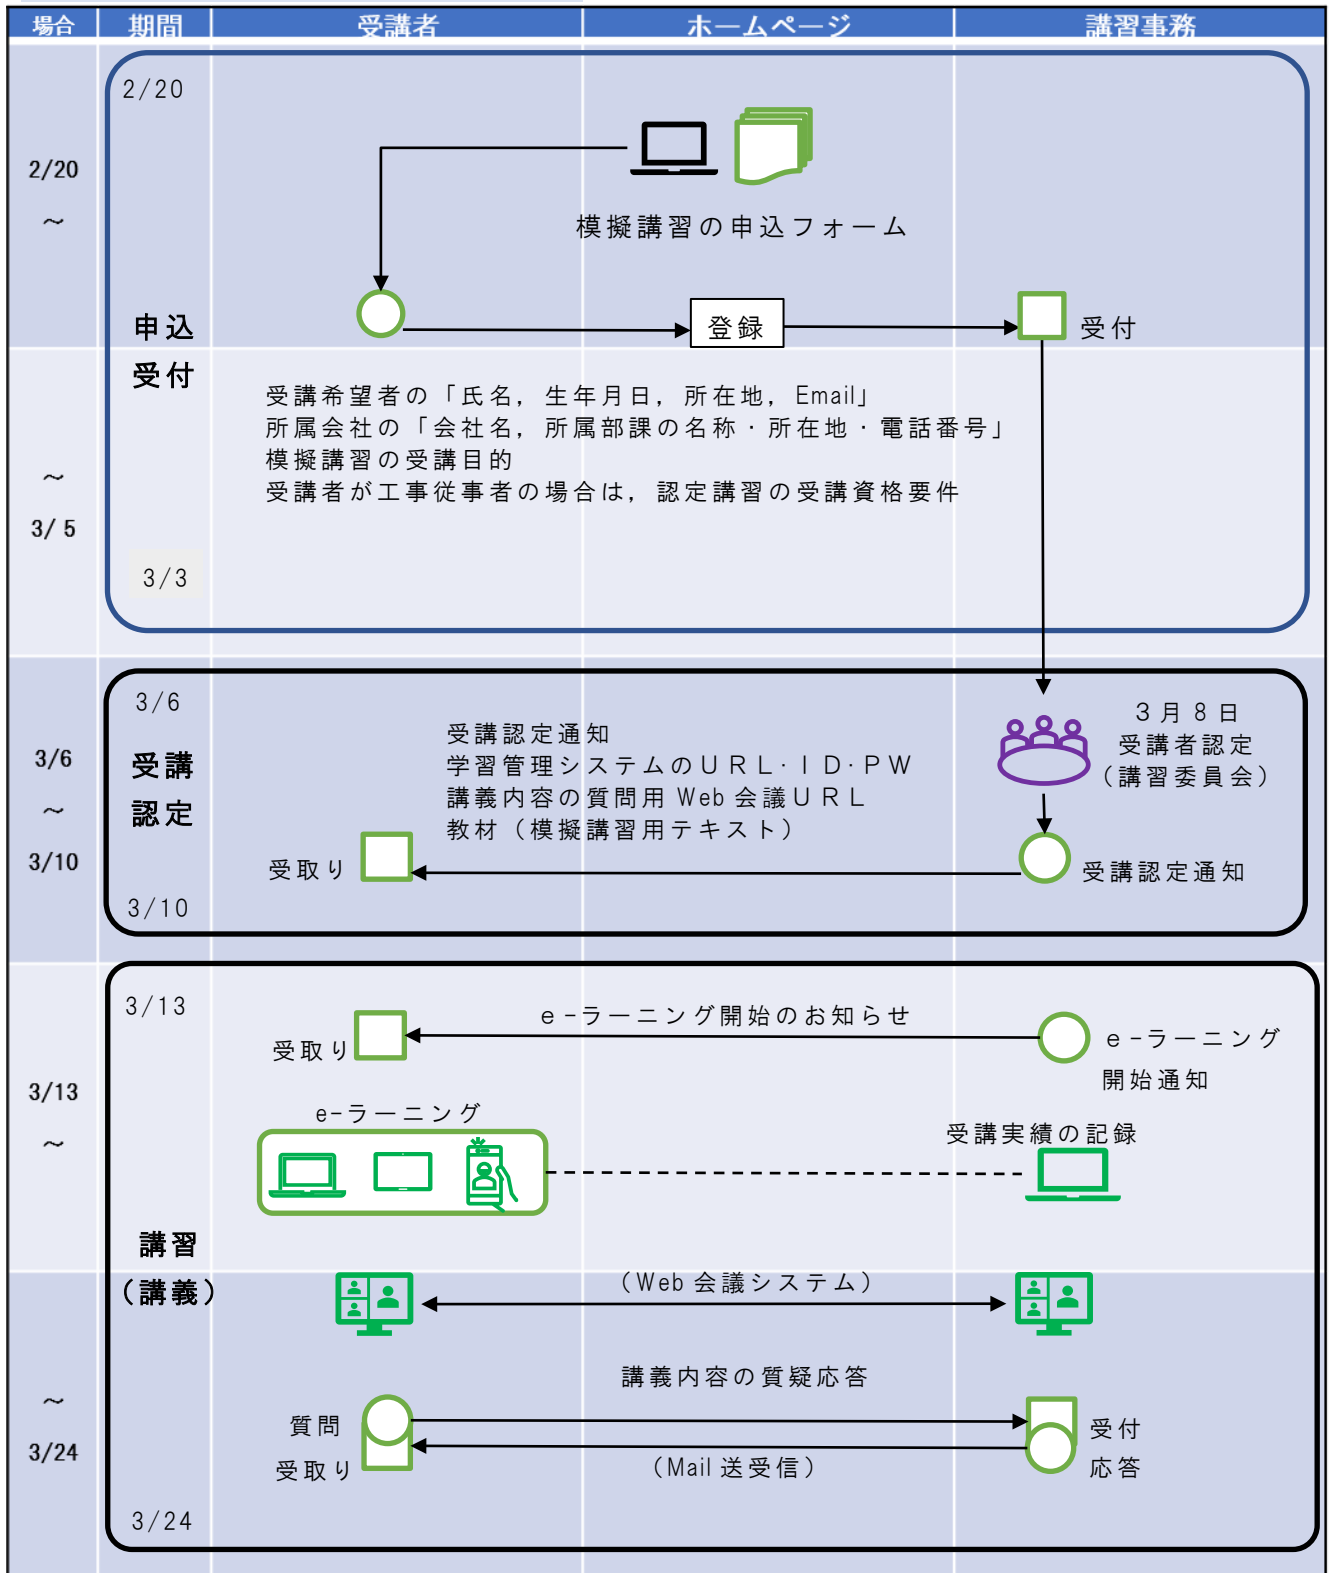 場合 期間 受講者 ホームページ 講習事務
2/20
2/20
～
模擬講習の申込フォーム
申込
受付
登録
受付
受講希望者の「氏名，生年月日，所在地，Email」
所属会社の「会社名，所属部課の名称・所在地・電話番号」
模擬講習の受講目的
受講者が工事従事者の場合は，認定講習の受講資格要件
～
3/ 5
3/3
3/6
3/6
～
3/10
受講
認定
受講認定通知
学習管理システムのＵＲＬ・ＩＤ・ＰＷ
講義内容の質問用 Web 会議ＵＲＬ
教材（模擬講習用テキスト）
３月８日
受講者認定
（講習委員会）
受取り
受講認定通知
3/10
3/13
e－ラーニング開始のお知らせ
受取り
e－ラーニング
開始通知
3/13
～
e-ラーニング
受講実績の記録
講習
（講義）
（Web 会議システム）
講義内容の質疑応答
～
3/24
質問
受取り
受付
応答
（Mail 送受信）
3/24